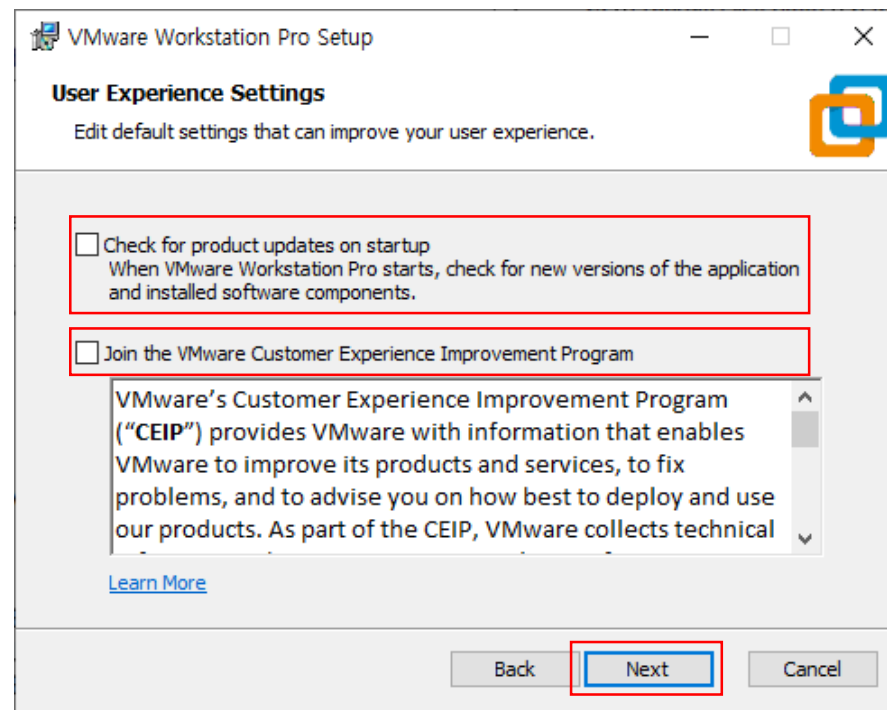 VMware Workstation Pro Setup
User Experience Settings
Edit default settings that can improve your user experience.
Check for product updates on startup
When VMware Workstation Pro starts, check for new versions of the application
and installed software components.
Join the VMware Customer Experience Improvement Program
VMware's Customer Experience Improvement Program
("CEIP") provides VMware with information that enables
VMware to improve its products and services, to fix
problems, and to advise you on how best to deploy and use
our products. As part of the CEIP, VMware collects technical
Learn More
Back
Next
Cancel